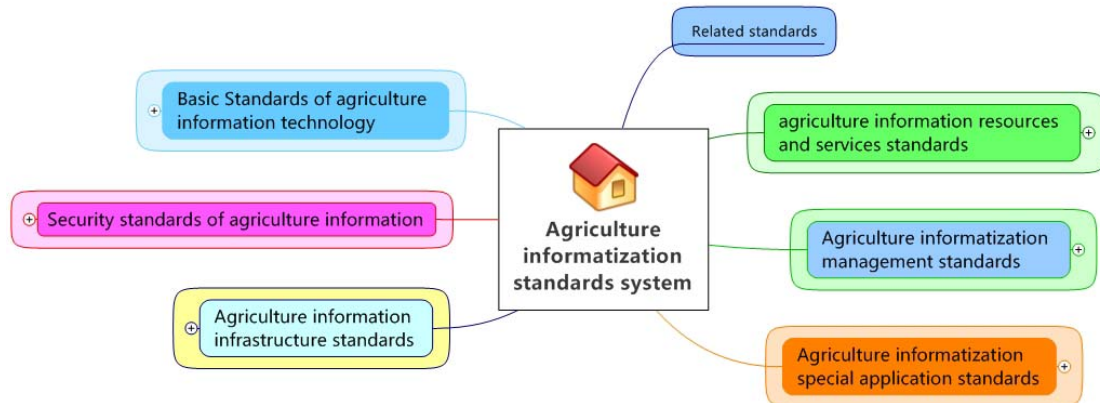 Related standards
Basic Standards of agriculture
information technology
agriculture information resources
and services standards
Security standards of agriculture information
Agriculture
informatization
standards system
Agriculture informatization
management standards
Agriculture information
infrastructure standards
Agriculture informatization
special application standards